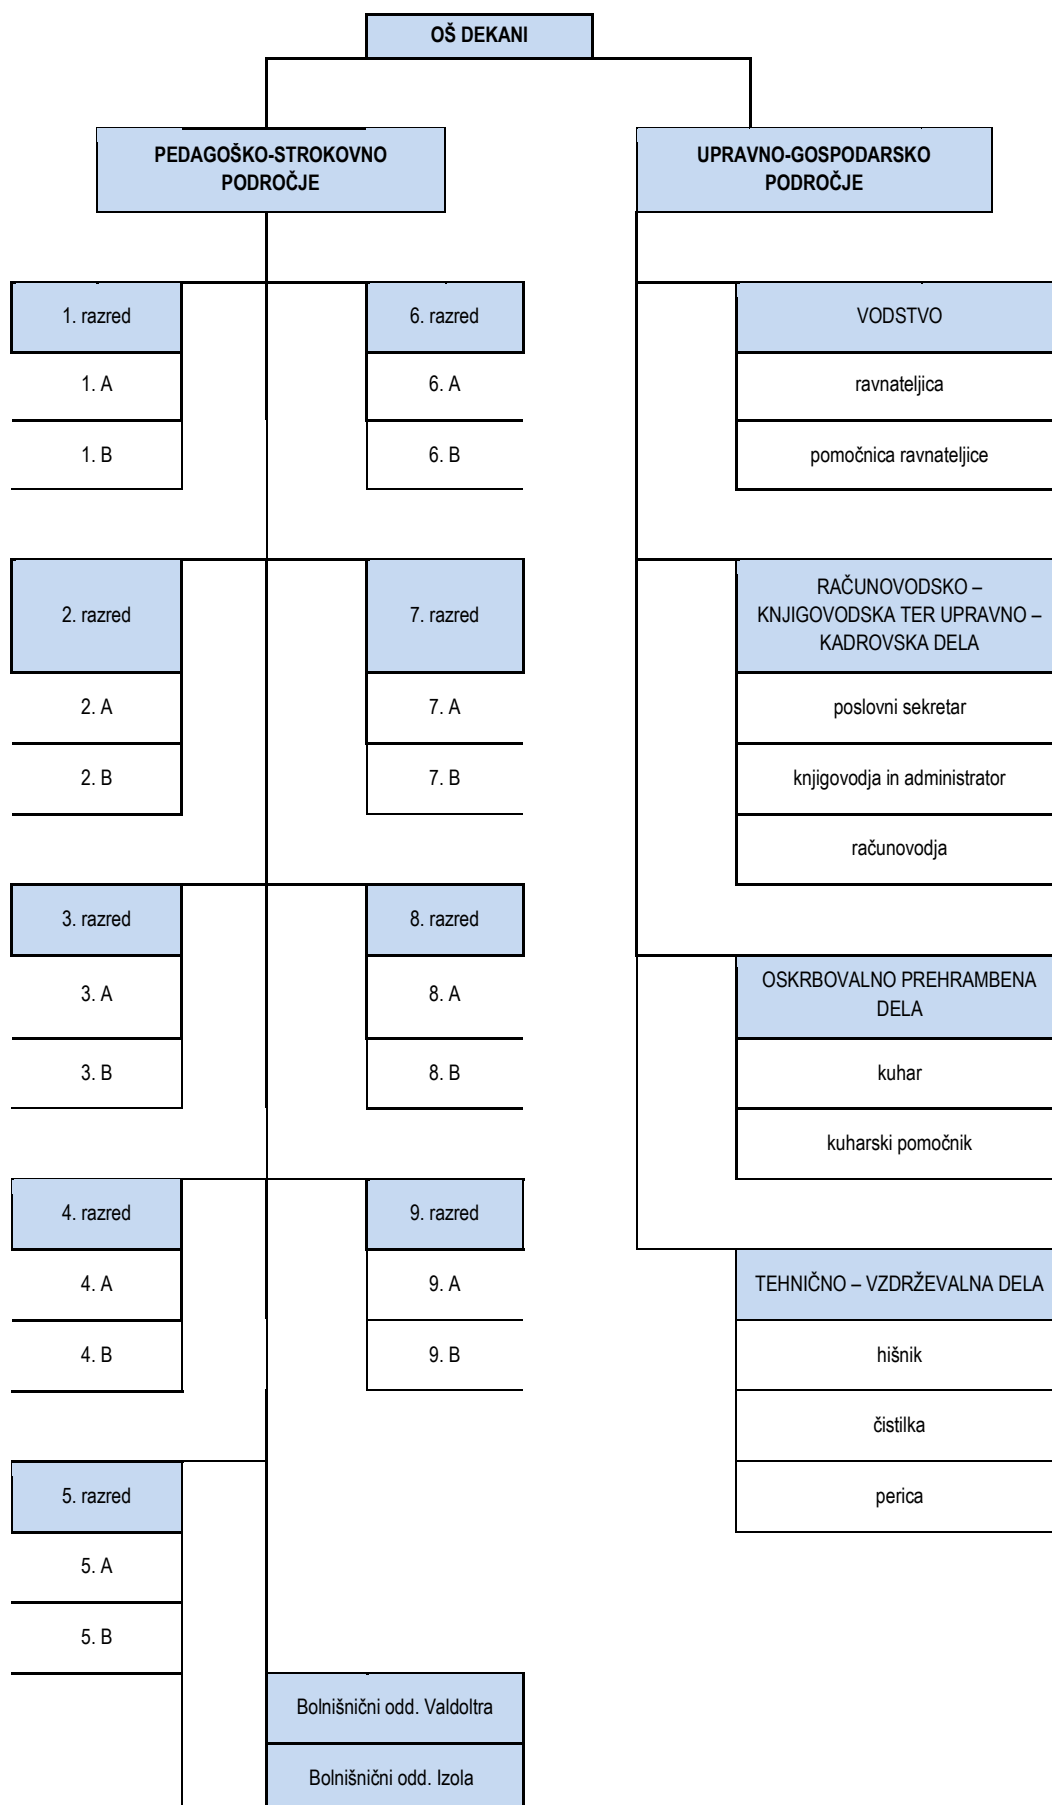 OŠ DEKANI
PEDAGOŠKO-STROKOVNO
PODROČJE
UPRAVNO-GOSPODARSKO
PODROČJE
1. razred
1. A
1. B
6. razred
6. A
6. B
VODSTVO
ravnateljica
pomočnica ravnateljice
2. razred
2. A
2. B
7. razred
7. A
7. B
RAČUNOVODSKO –
KNJIGOVODSKA TER UPRAVNO –
KADROVSKA DELA
poslovni sekretar
knjigovodja in administrator
računovodja
3. razred
3. A
3. B
8. razred
8. A
8. B
OSKRBOVALNO PREHRAMBENA
DELA
kuhar
kuharski pomočnik
4. razred
4. A
4. B
9. razred
9. A
9. B
TEHNIČNO – VZDRŽEVALNA DELA
hišnik
čistilka
perica
5. razred
5. A
5. B
Bolnišnični odd. Valdoltra
Bolnišnični odd. Izola